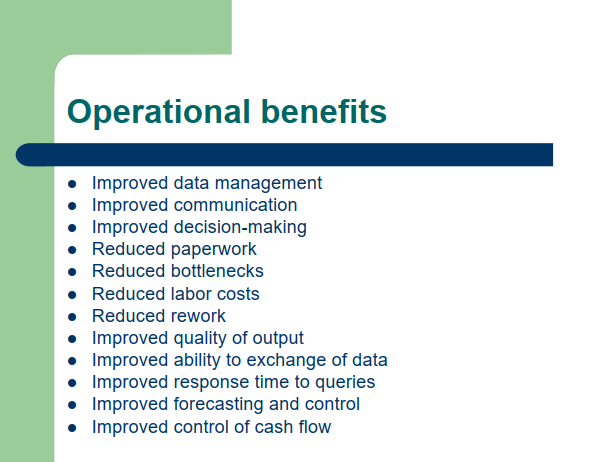 Operational benefits
Improved data management
Improved communication
Improved decision-making
Reduced paperwork
Reduced bottlenecks
Reduced labor costs
Reduced rework
Improved quality of output
Improved ability to exchange of data
Improved response time to queries
Improved forecasting and control
Improved control of cash flow